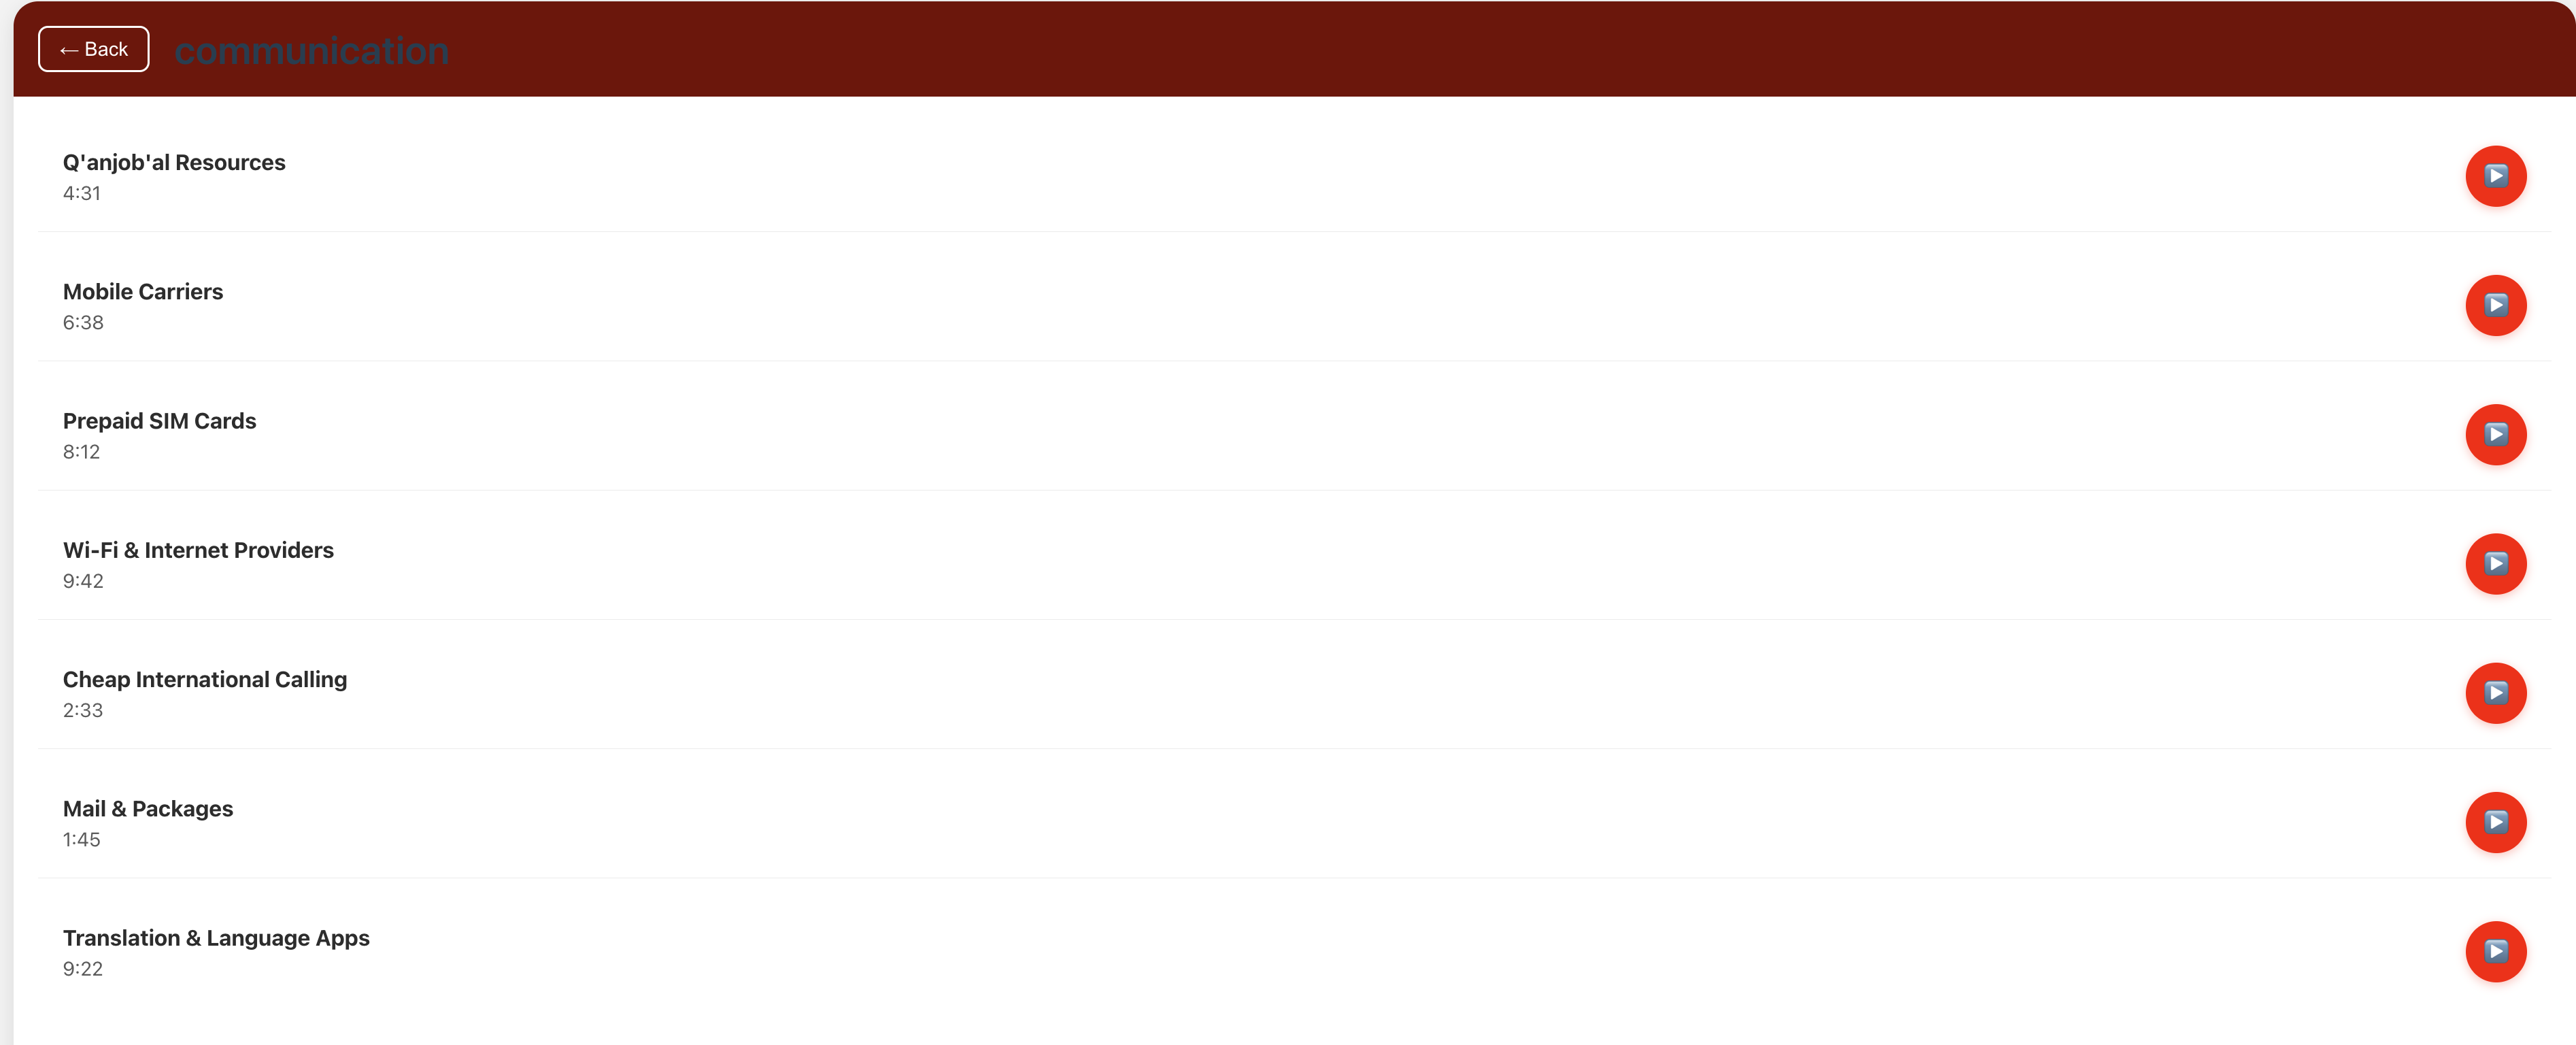 ← Back
communication
Q'anjob'al Resources
4:31
Mobile Carriers
6:38
Prepaid SIM Cards
8:12
Wi-Fi & Internet Providers
9:42
Cheap International Calling
2:33
Mail & Packages
1:45
Translation & Language Apps
9:22